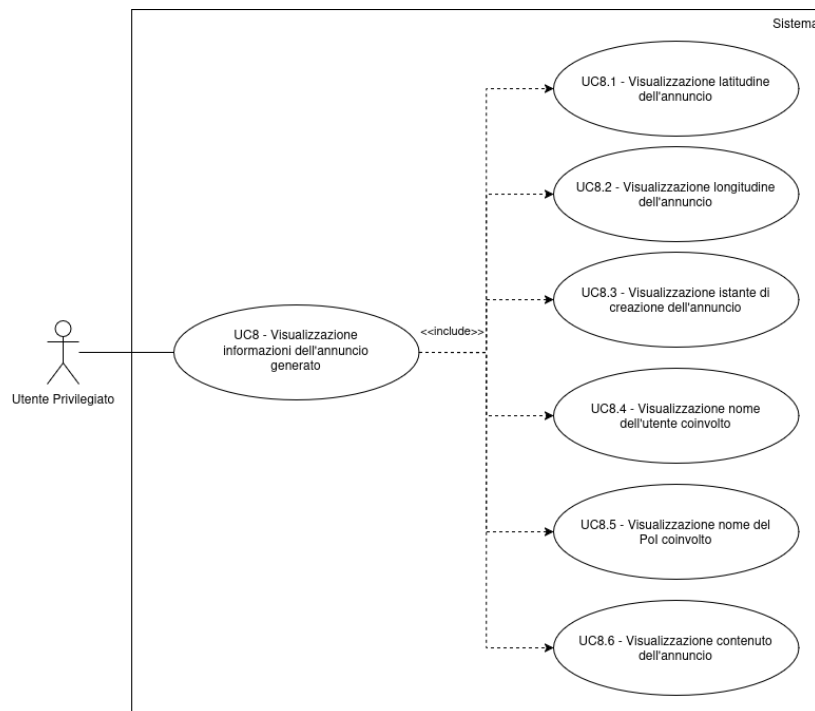 Sistema
UC8.1 - Visualizzazione latitudine
dell'annuncio
UC8.2 - Visualizzazione longitudine
dell'annuncio
UC8.3 - Visualizzazione istante di
creazione dell'annuncio
<<include>>
UC8 - Visualizzazione
informazioni dell'annuncio
generato
Utente Privilegiato
UC8.4 - Visualizzazione nome
dell'utente coinvolto
UC8.5 - Visualizzazione nome del
PoI coinvolto
UC8.6 - Visualizzazione contenuto
dell'annuncio